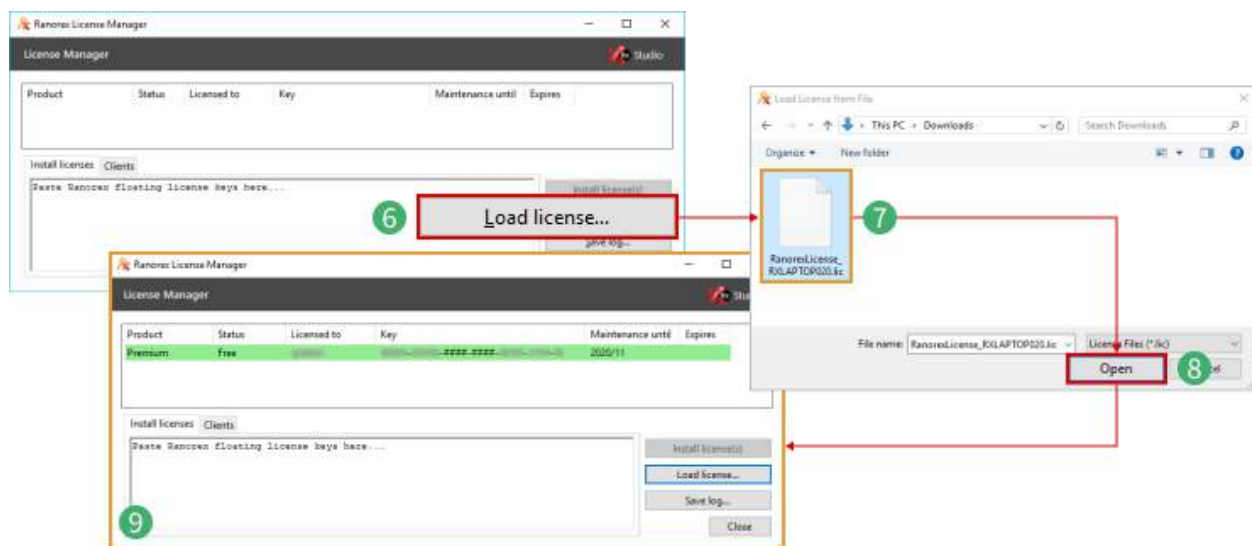 Ranorex License Manager
License Manager
Studio
Product Status Licensed to Key Maintenance until Expires
Install licenses Clients
Paste Ranorex floating license keys here...
Install license(s)
6
Load license...
Save log...
Load License from File
This PC Downloads
Search Downloads
Organize New folder
7
RanorexLicense_
RXLAPTOP020.lic
File name: RanorexLicense_RXLAPTOP020.lic License Files (*.lic)
Open
8
Ranorex License Manager
License Manager
Product Status Licensed to Key Maintenance until Expires
Premium Free ####-#### 2020/11
Install licenses Clients
Paste Ranorex floating license keys here...
Install license(s)
Load license...
Save log...
Close
9